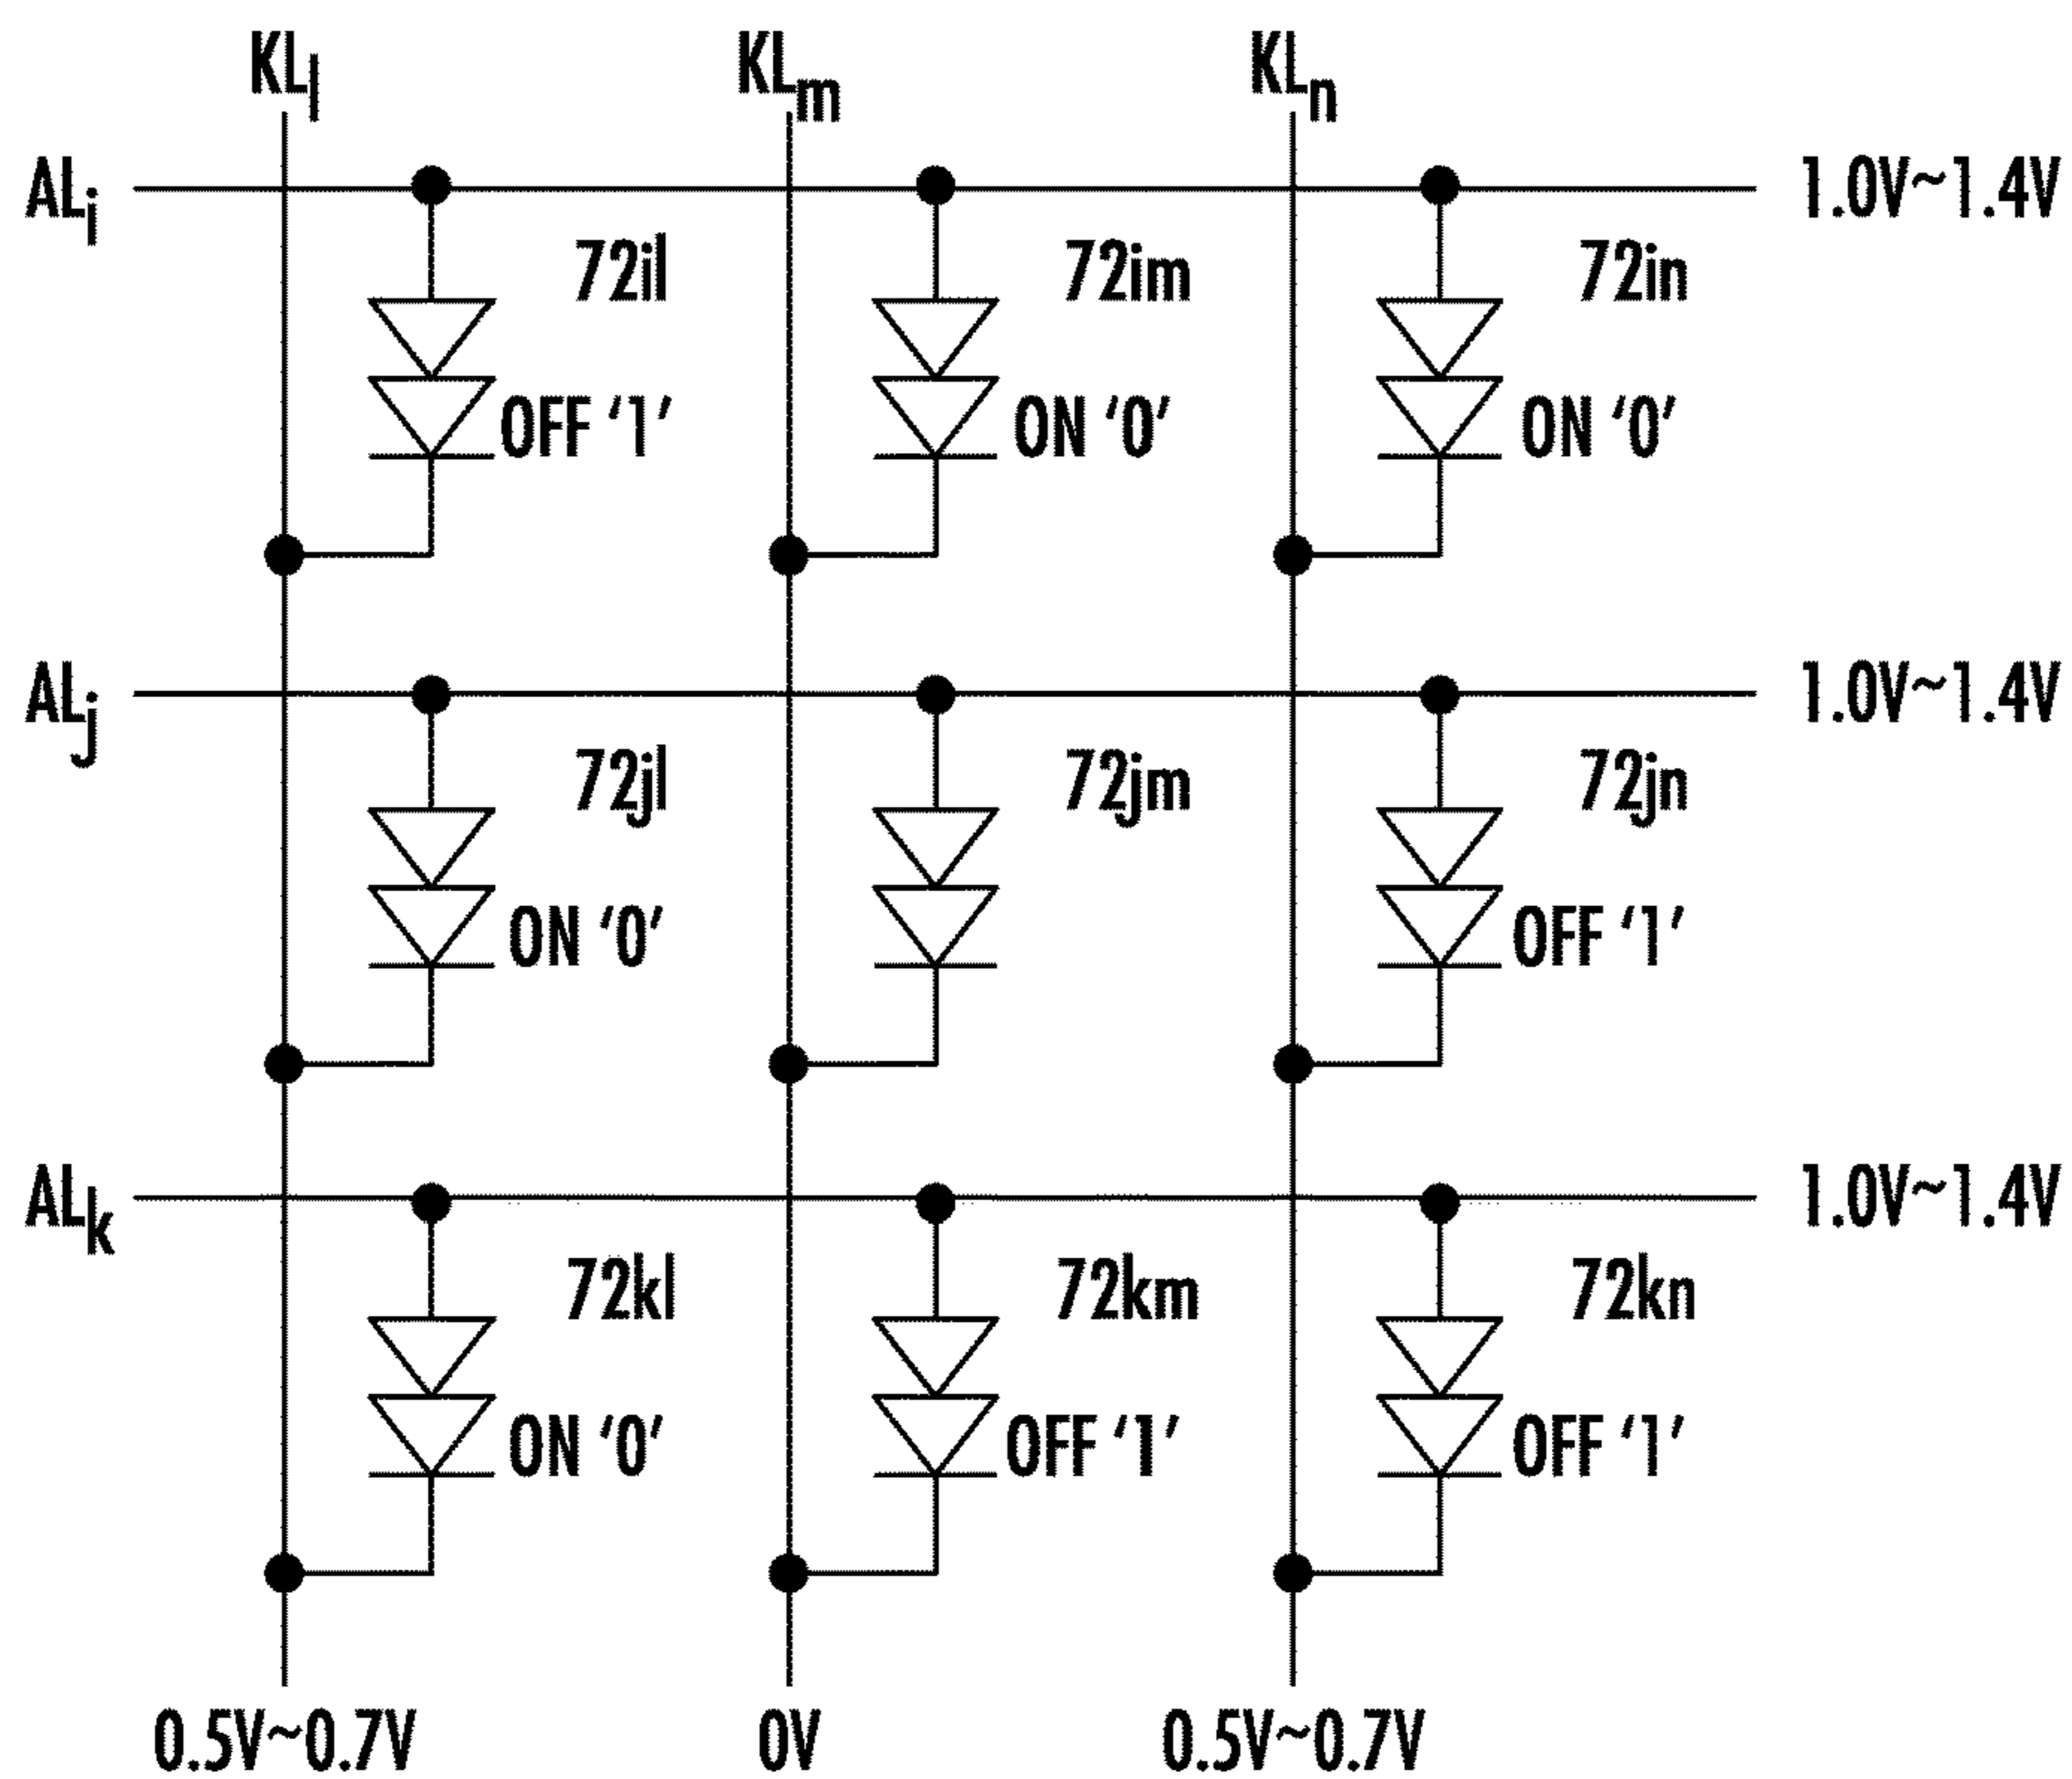 KLl KLm KLn
ALi 1.0V~1.4V
72il 72im 72in
OFF ‘1’ ON ‘0’ ON ‘0’
ALj 1.0V~1.4V
72jl 72jm 72jn
ON ‘0’ OFF ‘1’
ALk 1.0V~1.4V
72kl 72km 72kn
ON ‘0’ OFF ‘1’ OFF ‘1’
0.5V~0.7V 0V 0.5V~0.7V